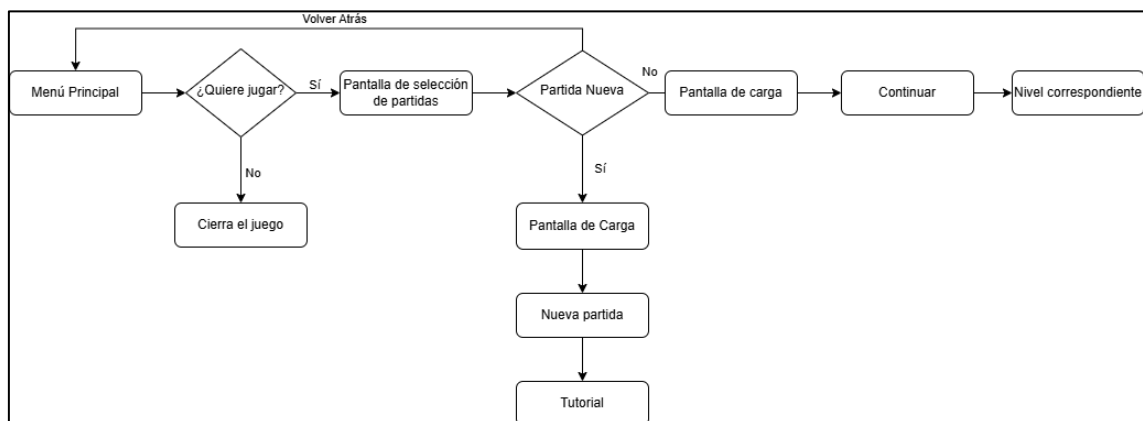 Volver Atrás
Menú Principal
¿Quiere jugar?
Sí
Pantalla de selección
de partidas
Partida Nueva
No
Pantalla de carga
Continuar
Nivel correspondiente
No
Sí
Cierra el juego
Pantalla de Carga
Nueva partida
Tutorial